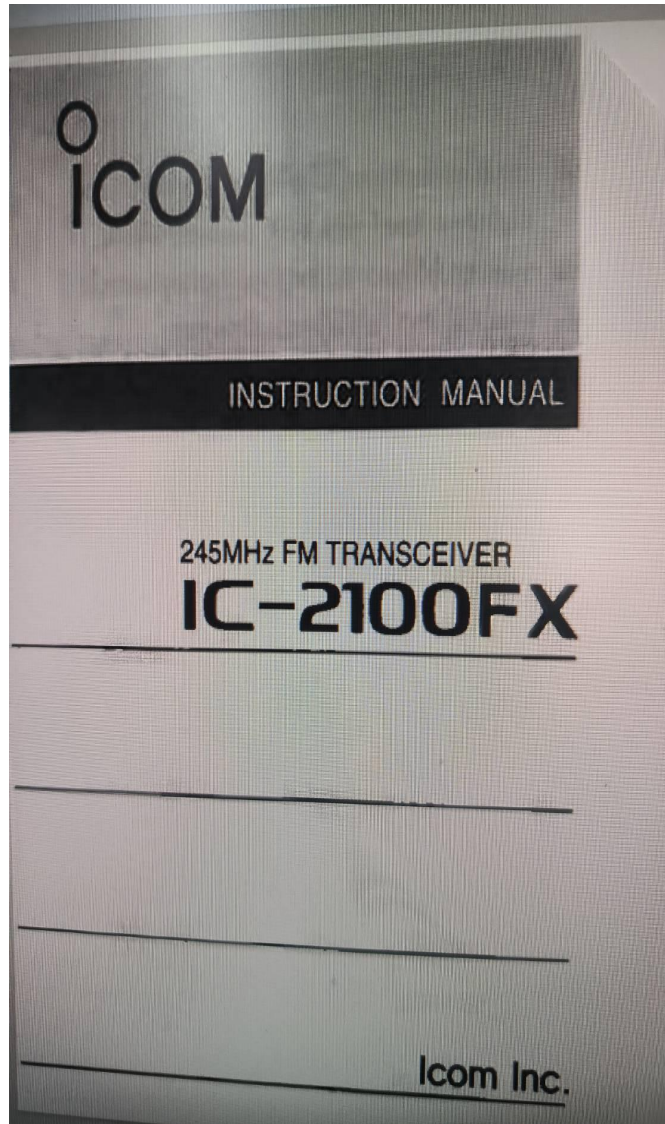 ICOM
INSTRUCTION MANUAL
245MHz FM TRANSCEIVER
IC-2100FX
Icom Inc.